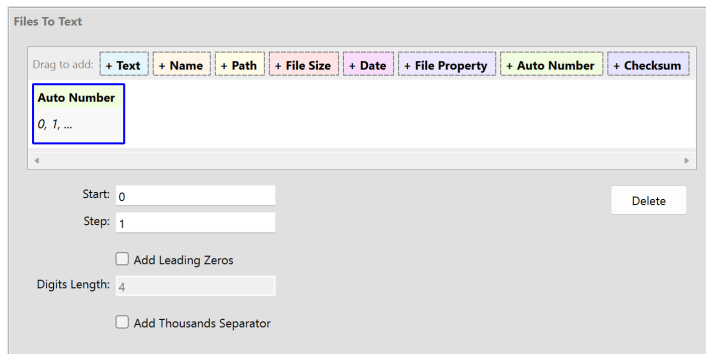 Files To Text
Drag to add: + Text + Name + Path + File Size + Date + File Property + Auto Number + Checksum
Auto Number
0, 1, ...
Start: 0
Delete
Step: 1
Add Leading Zeros
Digits Length: 4
Add Thousands Separator